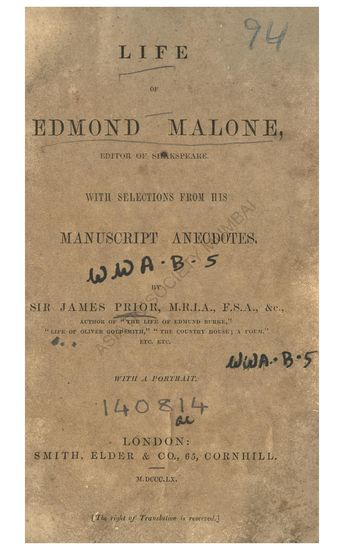 94
LIFE
OF
EDMOND MALONE,
EDITOR OF SHAKSPEARE.
WITH SELECTIONS FROM HIS
MANUSCRIPT ANECDOTES.
WWA·B·5
BY
SIR JAMES PRIOR, M.R.I.A., F.S.A., &c.,
AUTHOR OF "THE LIFE OF EDMUND BURKE,"
"LIFE OF OLIVER GOLDSMITH," "THE COUNTRY HOUSE; A POEM."
ETC. ETC.
WWA·B·5
WITH A PORTRAIT.
140814
LONDON:
SMITH, ELDER & CO., 65, CORNHILL.
M.DCCC.LX.
[The right of Translation is reserved.]